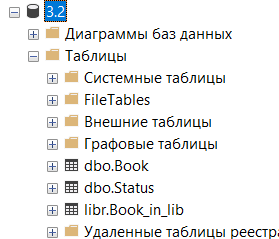 3.2
Диаграммы баз данных
Таблицы
Системные таблицы
FileTables
Внешние таблицы
Графовые таблицы
dbo.Book
dbo.Status
libr.Book_in_lib
Удаленные таблицы реестра